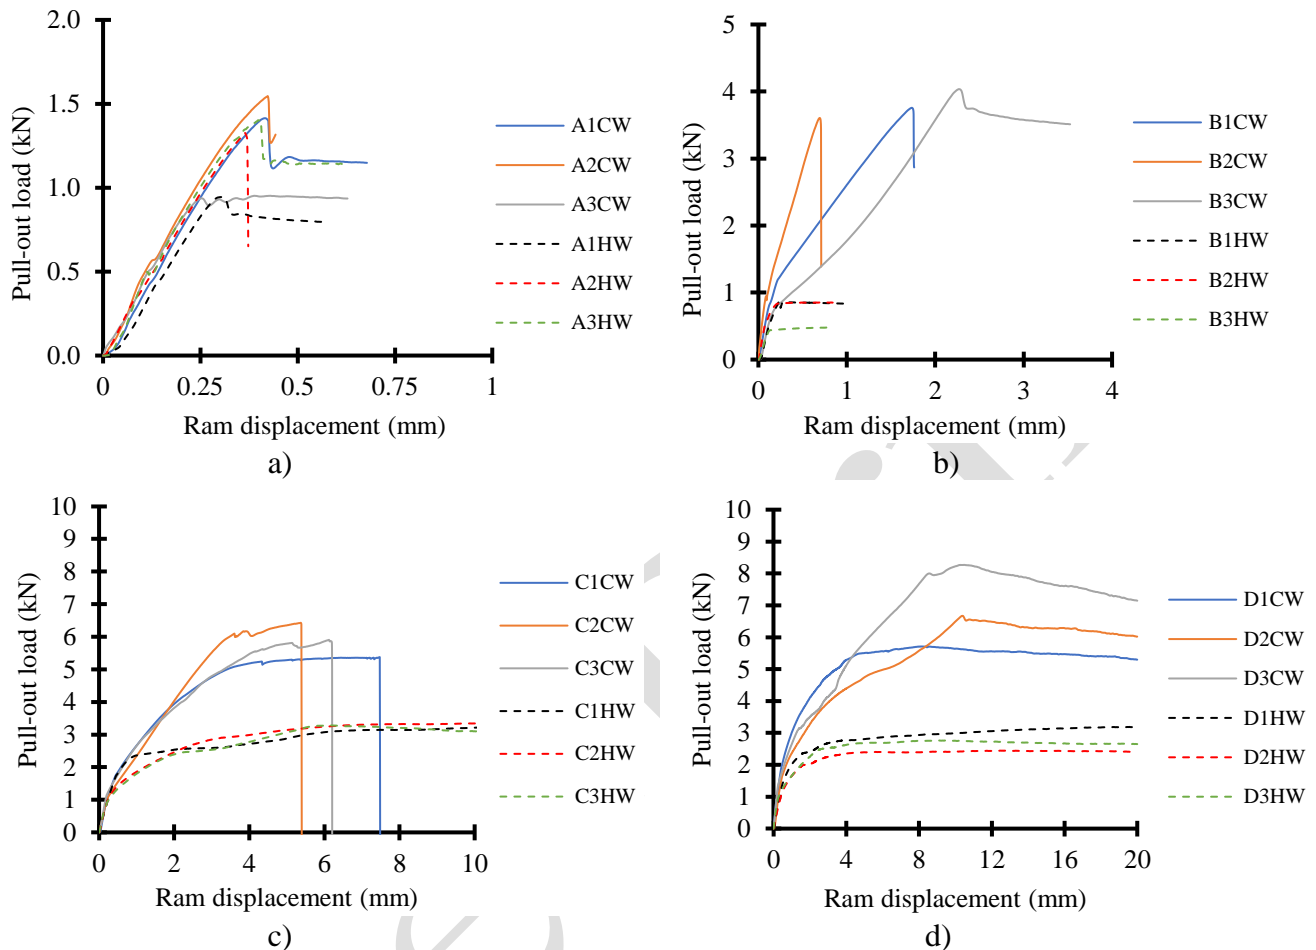 2.0
1.5
1.0
0.5
0.0
Pull-out load (kN)
0
0.25
0.5
0.75
1
Ram displacement (mm)
A1CW
A2CW
A3CW
A1HW
A2HW
A3HW
a)
5
4
3
2
1
0
Pull-out load (kN)
0
1
2
3
4
Ram displacement (mm)
B1CW
B2CW
B3CW
B1HW
B2HW
B3HW
b)
10
9
8
7
6
5
4
3
2
1
0
Pull-out load (kN)
0
2
4
6
8
10
Ram displacement (mm)
C1CW
C2CW
C3CW
C1HW
C2HW
C3HW
c)
10
9
8
7
6
5
4
3
2
1
0
Pull-out load (kN)
0
4
8
12
16
20
Ram displacement (mm)
D1CW
D2CW
D3CW
D1HW
D2HW
D3HW
d)